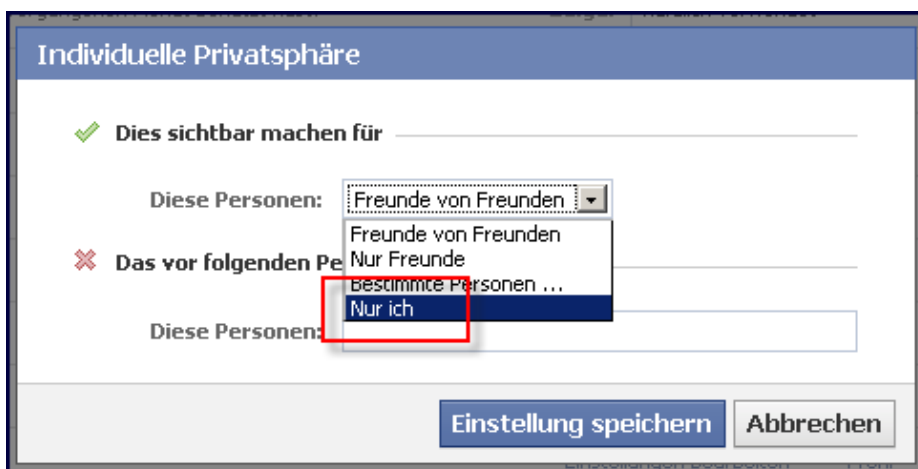 Individuelle Privatsphäre
Dies sichtbar machen für
Diese Personen: Freunde von Freunden
Freunde von Freunden
Nur Freunde
Das vor folgenden Pe
Bestimmte Personen ...
Nur ich
Diese Personen:
Einstellung speichern Abbrechen